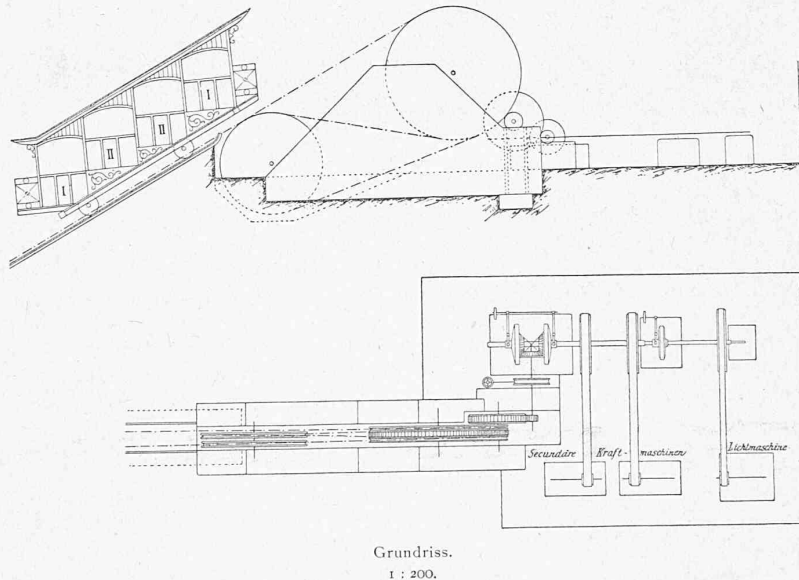 I
II
II
I
Secundäre Kraft-maschinen
Lichtmaschine
Grundriss.
1 : 200.